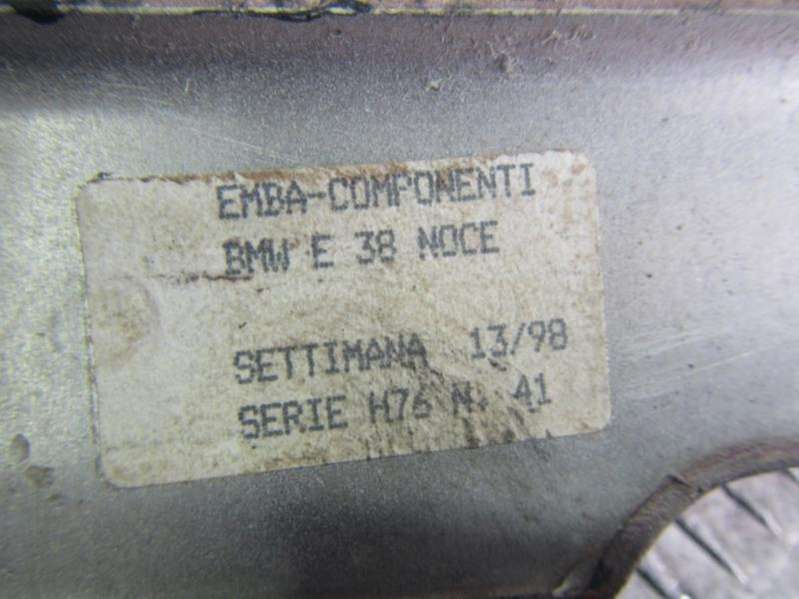 EMBA-COMPONENTI
BMW E 38 NOCE
SETTIMANA 13/98
SERIE H76 N. 41